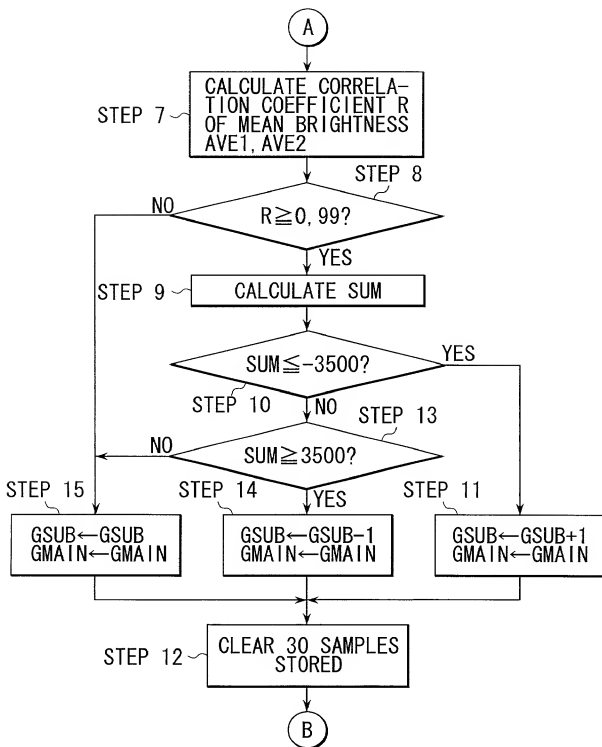 A
CALCULATE CORRELA-
TION COEFFICIENT R
OF MEAN BRIGHTNESS
AVE1, AVE2
STEP 7
STEP 8
NO
R≧0, 99?
YES
STEP 9
CALCULATE SUM
SUM≦-3500?
YES
STEP 10
NO
STEP 13
NO
SUM≧3500?
STEP 15
STEP 14
YES
STEP 11
GSUB←GSUB
GMAIN←GMAIN
GSUB←GSUB-1
GMAIN←GMAIN
GSUB←GSUB+1
GMAIN←GMAIN
STEP 12
CLEAR 30 SAMPLES
STORED
B